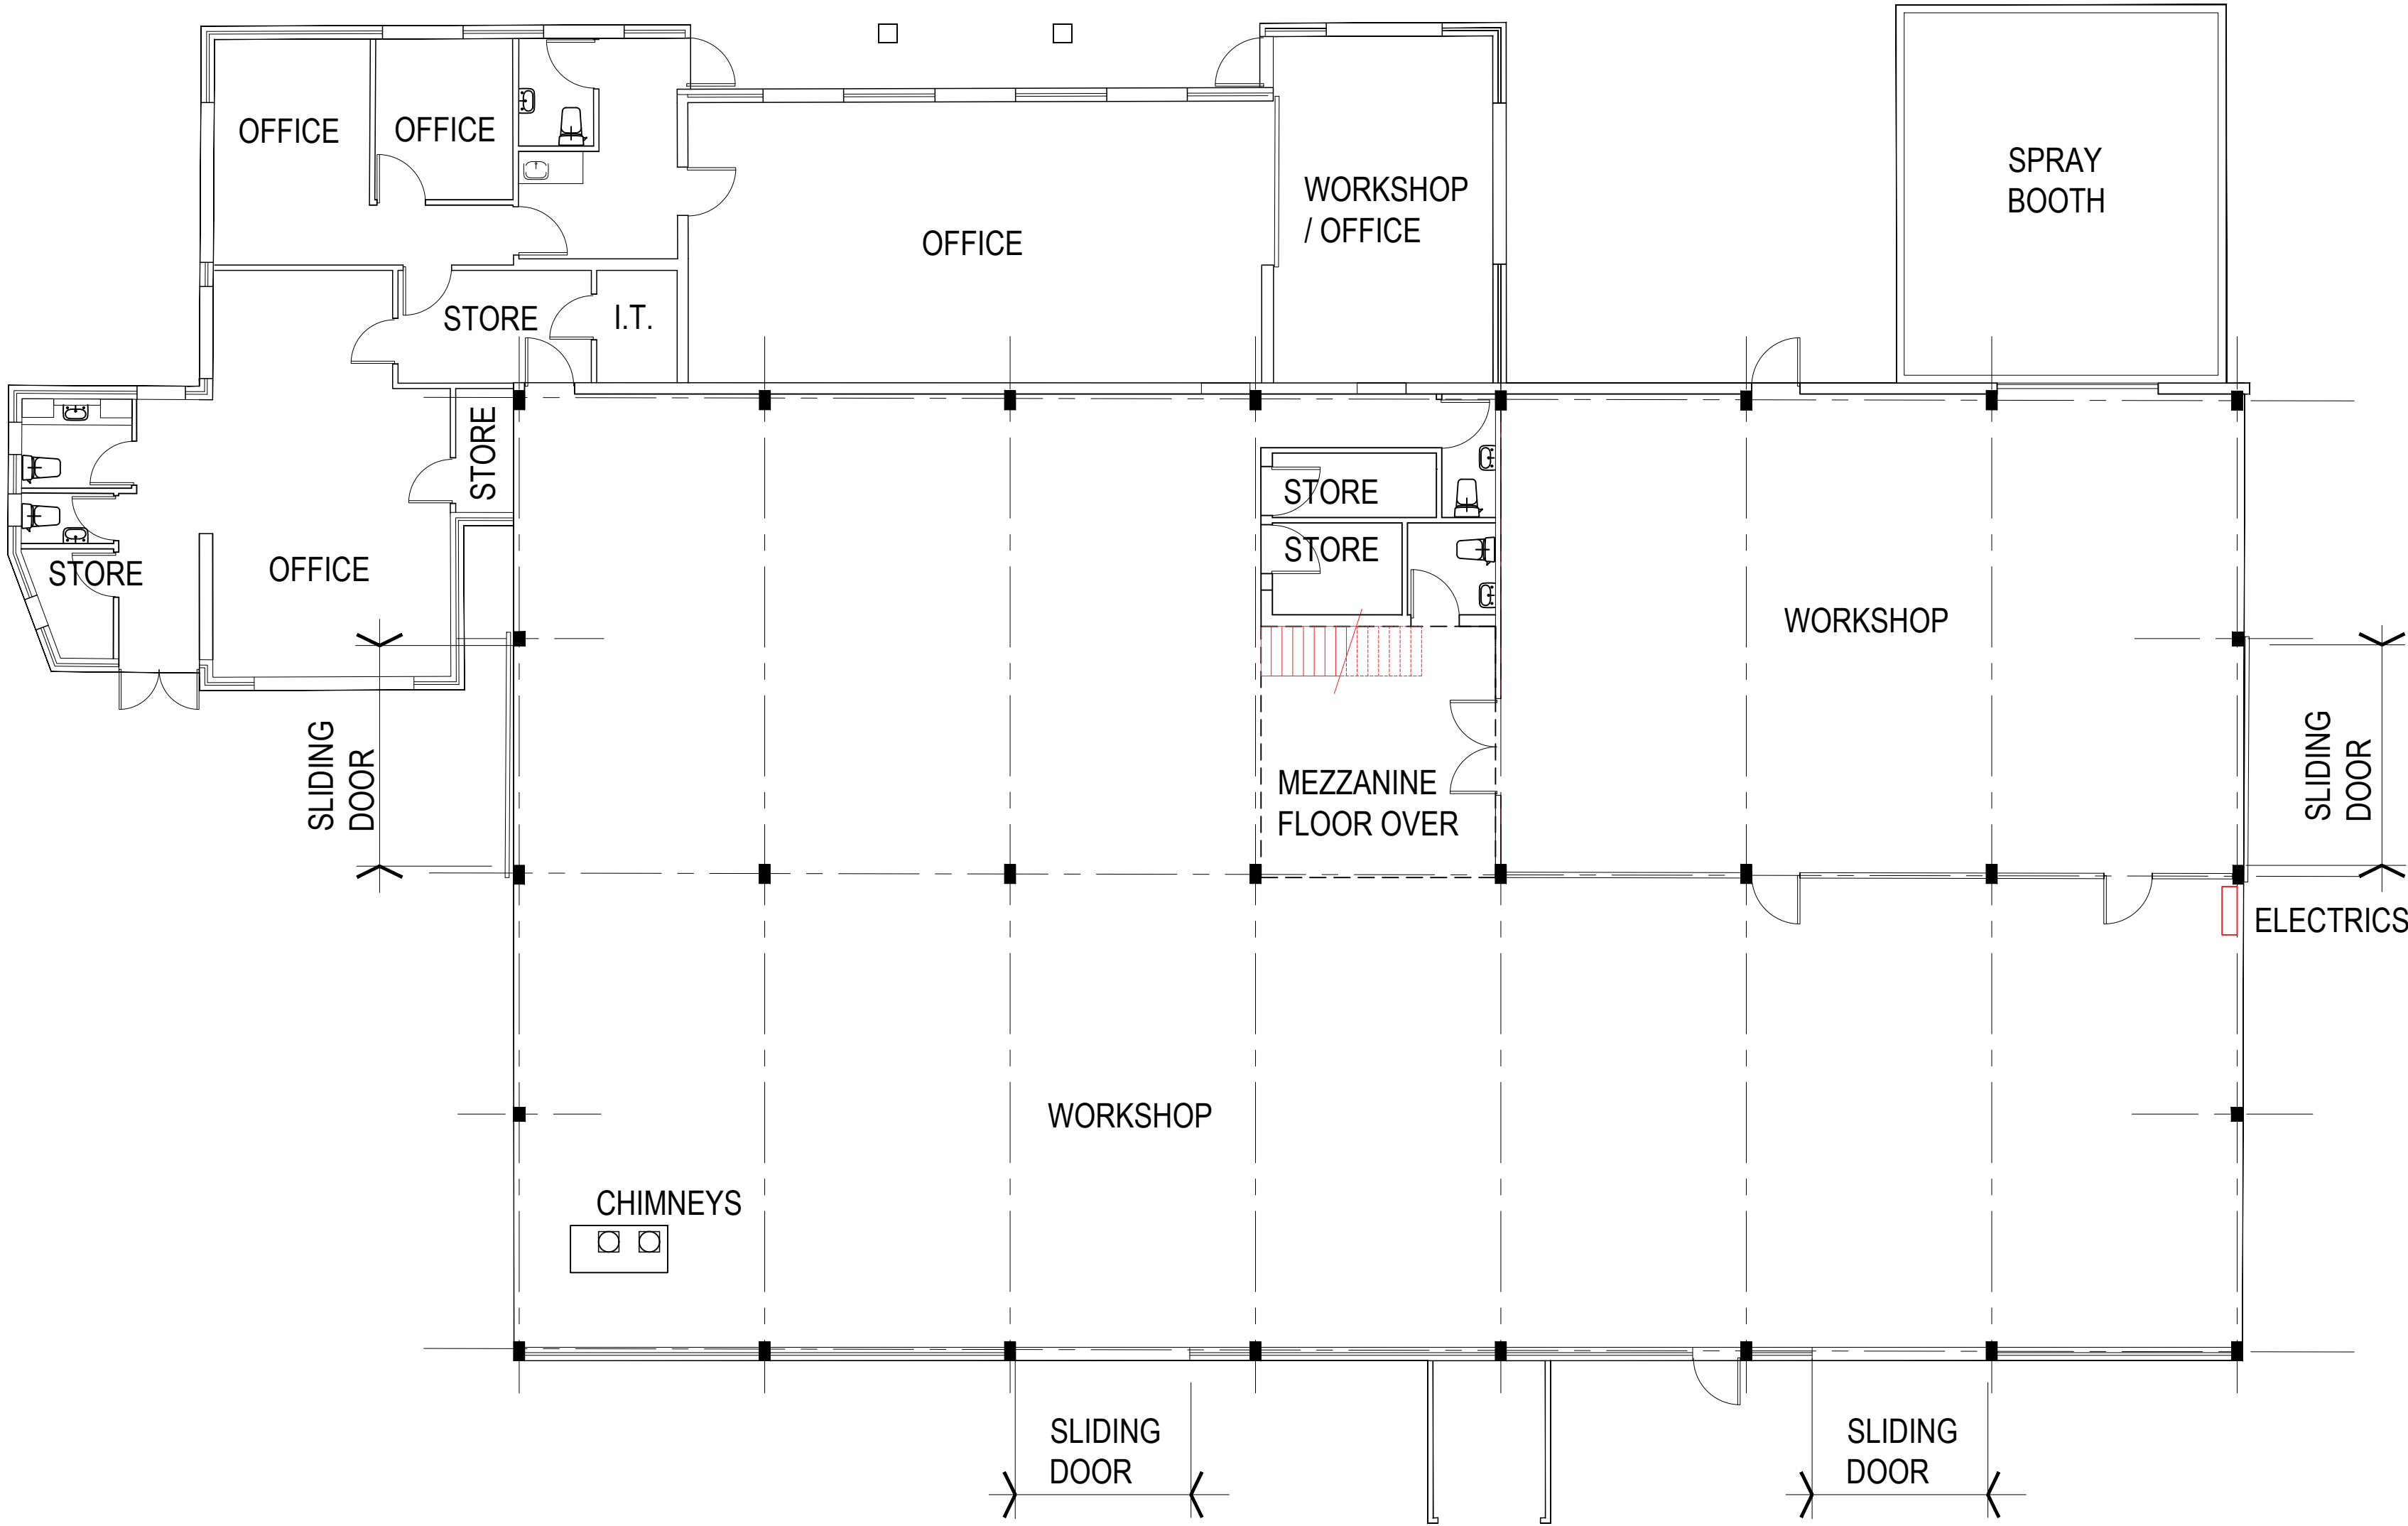 OFFICE
OFFICE
SPRAY
BOOTH
WORKSHOP
/ OFFICE
OFFICE
STORE
I.T.
STORE
STORE
STORE
STORE
OFFICE
WORKSHOP
SLIDING
DOOR
MEZZANINE
FLOOR OVER
SLIDING
DOOR
ELECTRICS
WORKSHOP
CHIMNEYS
SLIDING
DOOR
SLIDING
DOOR